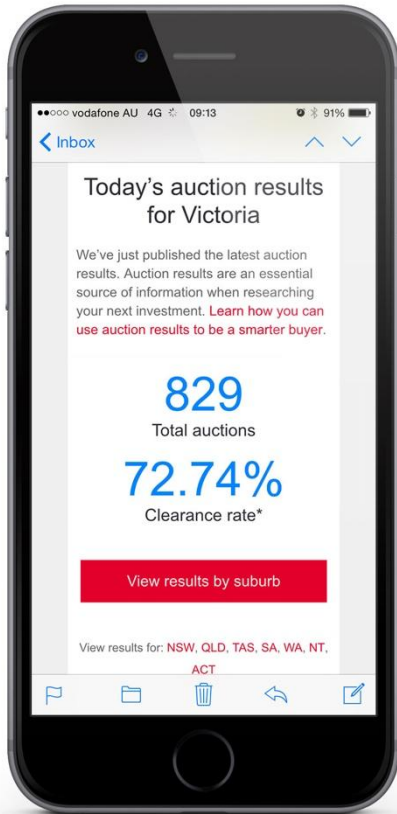 vodafone AU 4G 09:13 91%
Inbox
Today's auction results
for Victoria
We've just published the latest auction
results. Auction results are an essential
source of information when researching
your next investment. Learn how you can
use auction results to be a smarter buyer.
829
Total auctions
72.74%
Clearance rate*
View results by suburb
View results for: NSW, QLD, TAS, SA, WA, NT,
ACT